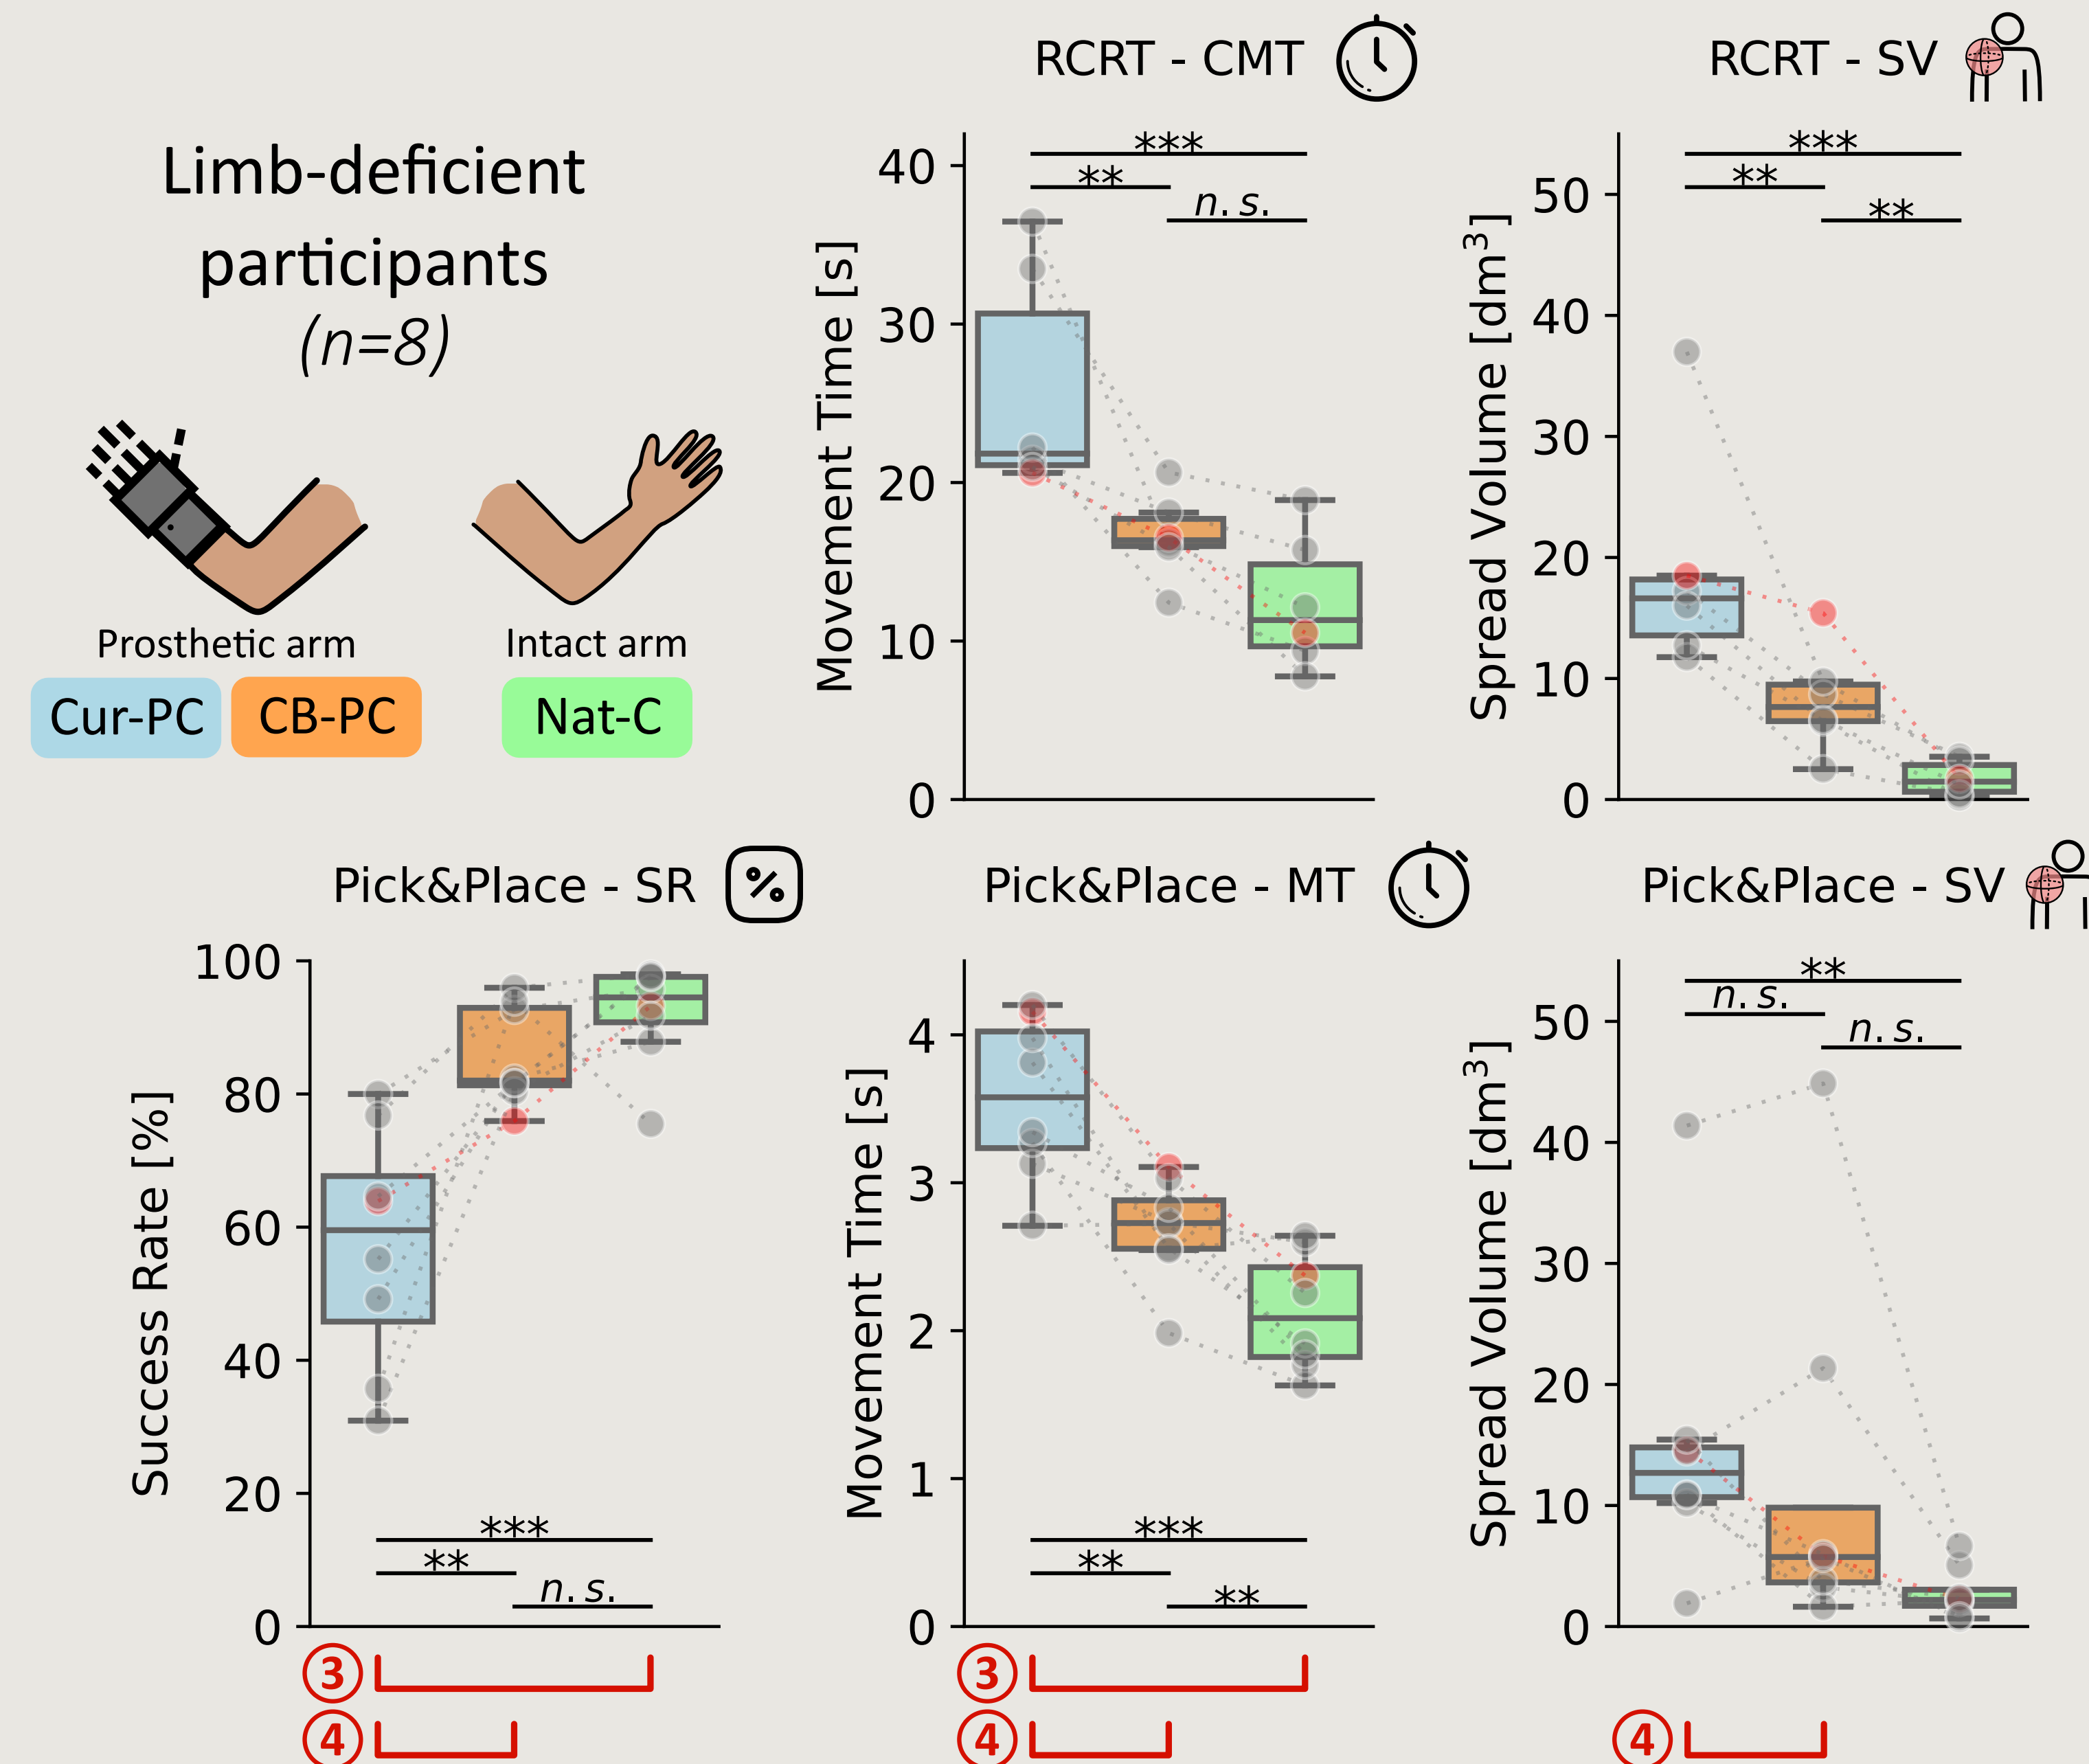 RCRT - CMT
RCRT - SV
Limb-deficient
participants
(n=8)
Prosthetic arm
Intact arm
Cur-PC
CB-PC
Nat-C
Movement Time [s]
40
30
20
10
0
***
**
n.s.
Spread Volume [dm³]
50
40
30
20
10
0
***
**
**
Pick&Place - SR
%
Pick&Place - MT
Pick&Place - SV
Success Rate [%]
100
80
60
40
20
0
***
**
n.s.
Movement Time [s]
4
3
2
1
0
***
**
**
Spread Volume [dm³]
50
40
30
20
10
0
**
n.s.
n.s.
3
3
4
4
4